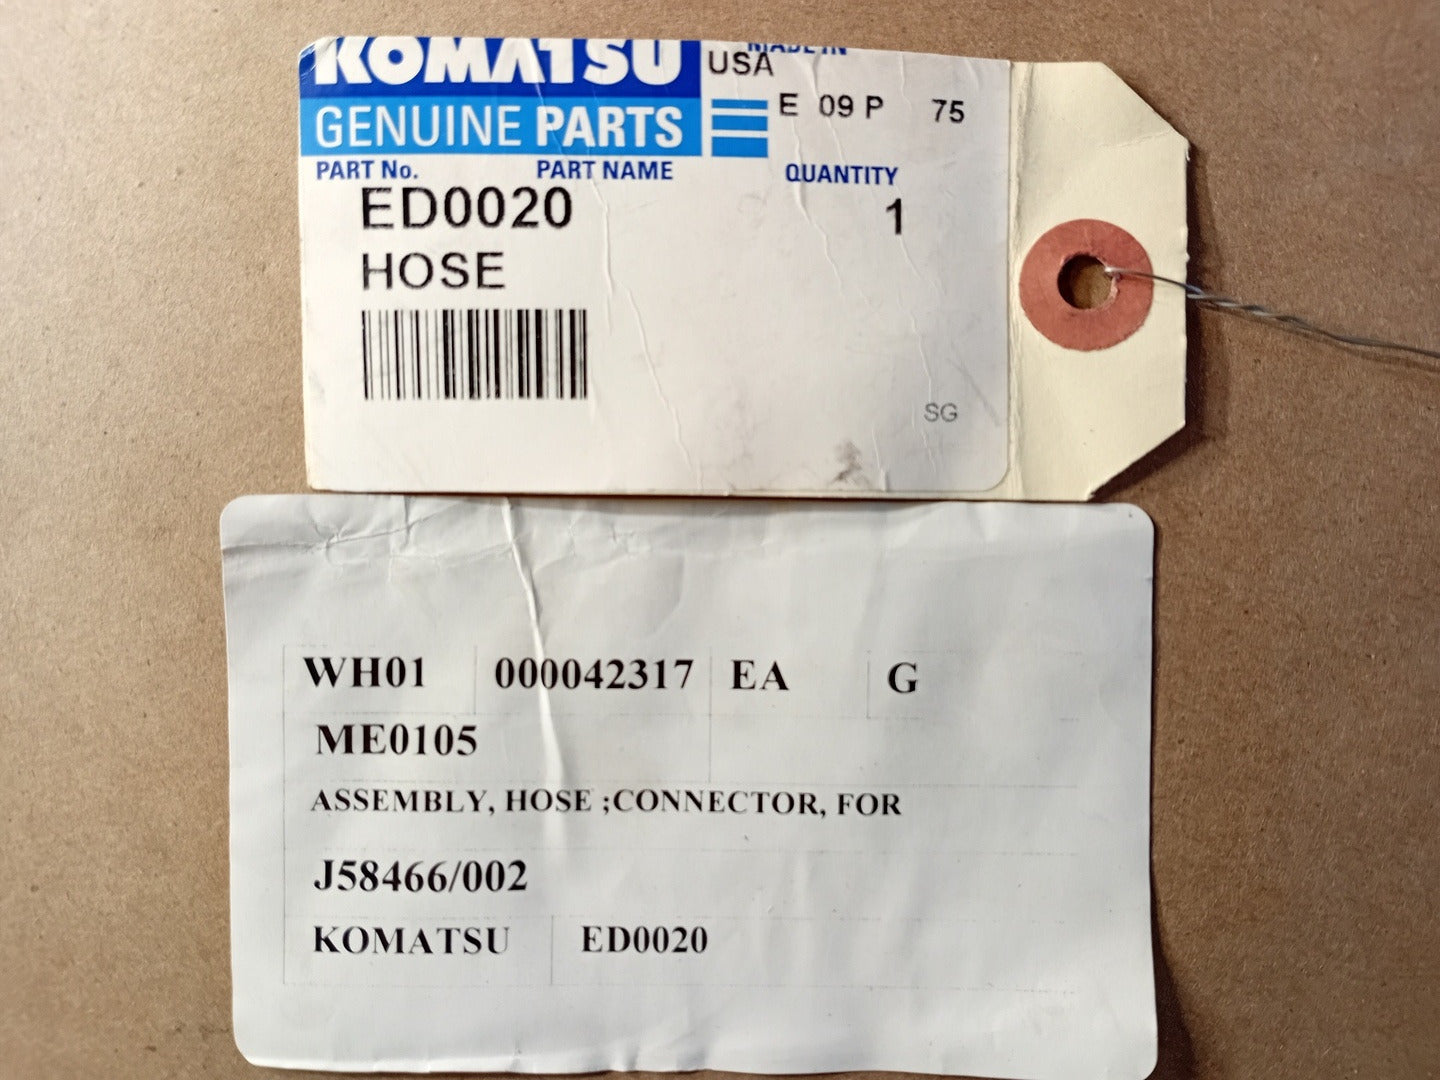 KOMATSU
MADE IN
USA
GENUINE PARTS
E 09 P 75
PART No. PART NAME QUANTITY
ED0020 1
HOSE
SG
WH01 000042317 EA G
ME0105
ASSEMBLY, HOSE ;CONNECTOR, FOR
J58466/002
KOMATSU ED0020